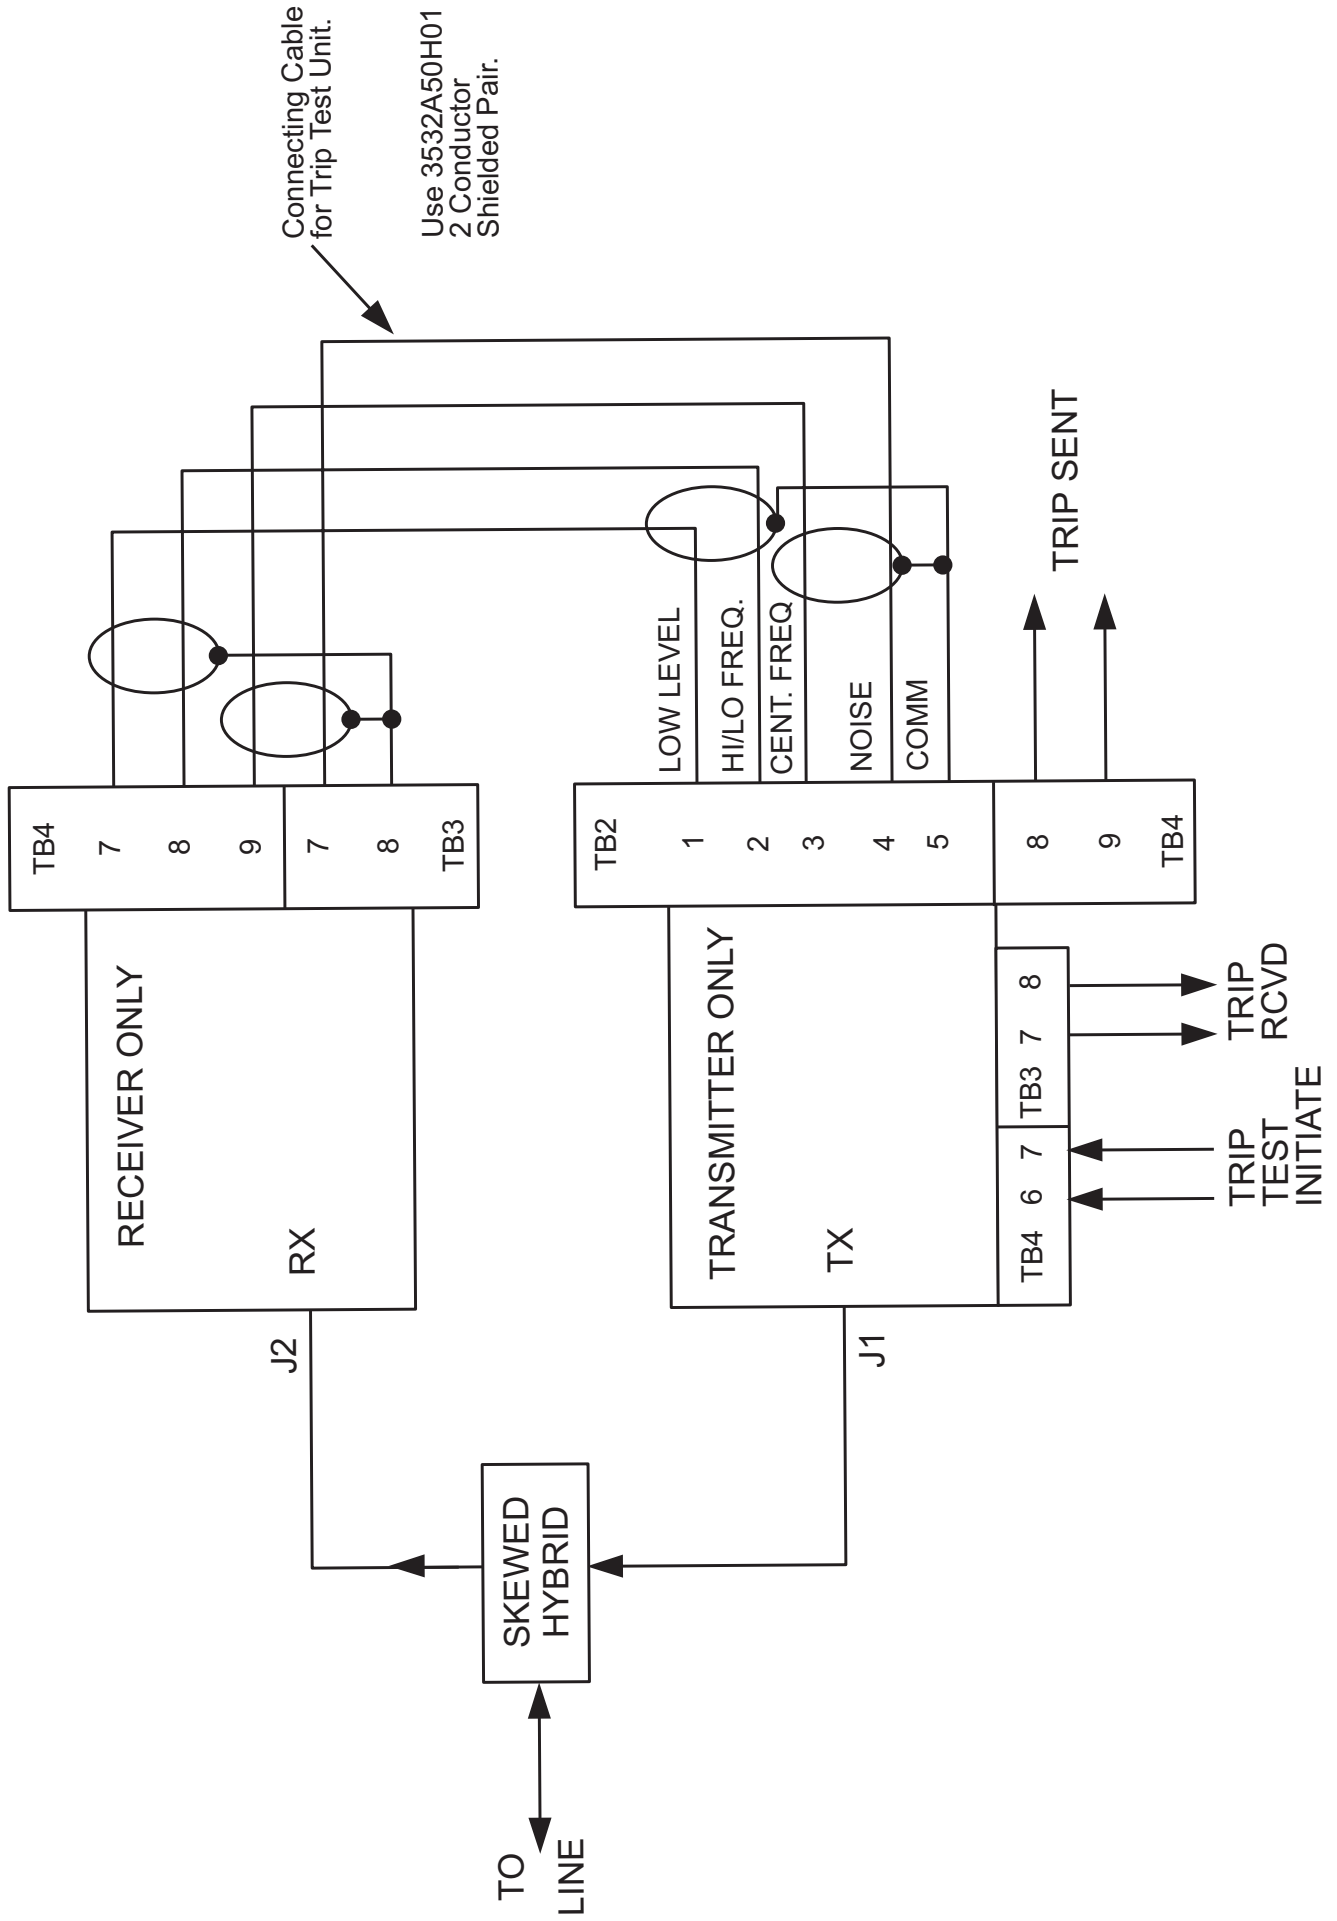 Connecting Cable
for Trip Test Unit.
Use 3532A50H01
2 Conductor
Shielded Pair.
TB4
7
8
9
7
8
TB3
RECEIVER ONLY
RX
J2
SKEWED
HYBRID
TO
LINE
LOW LEVEL
HI/LO FREQ.
CENT. FREQ
NOISE
COMM
TB2
1
2
3
4
5
8
9
TB4
TRIP SENT
TRANSMITTER ONLY
TX
J1
TB4 6 7 TB3 7 8
TRIP
TEST
INITIATE
TRIP
RCVD